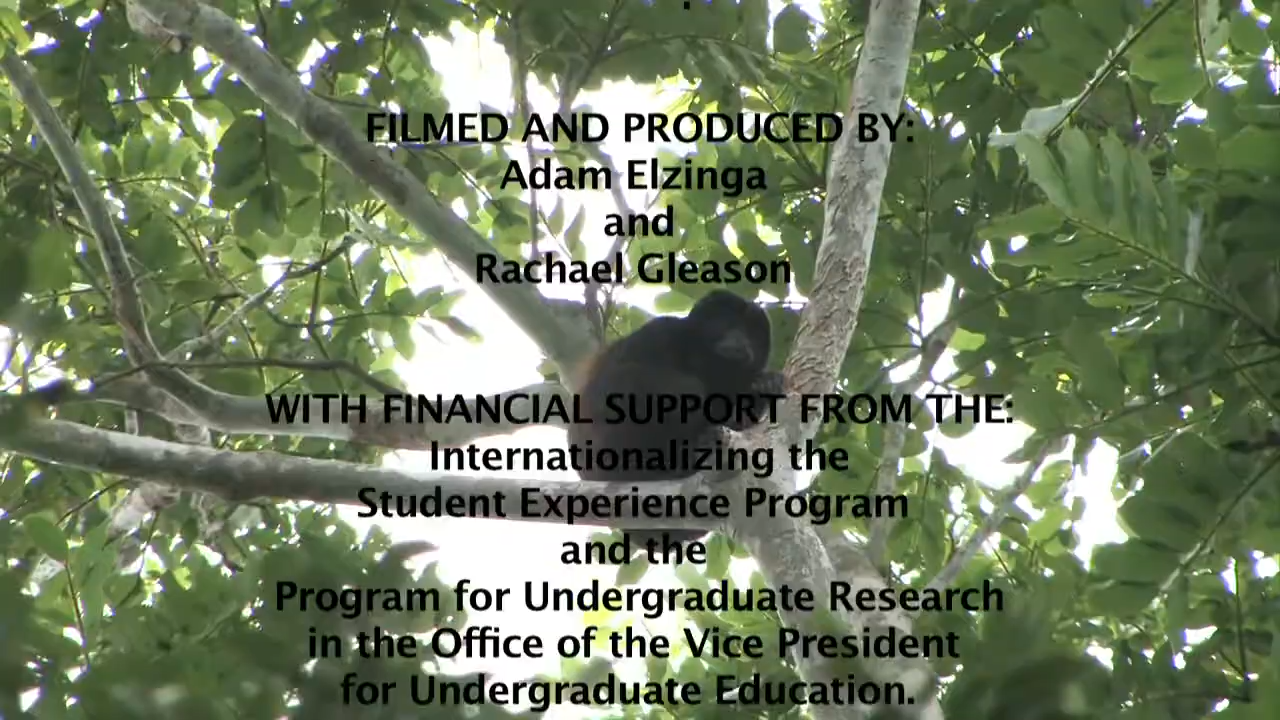 FILMED AND PRODUCED BY:
Adam Elzinga
and
Rachael Gleason
WITH FINANCIAL SUPPORT FROM THE:
Internationalizing the
Student Experience Program
and the
Program for Undergraduate Research
in the Office of the Vice President
for Undergraduate Education.